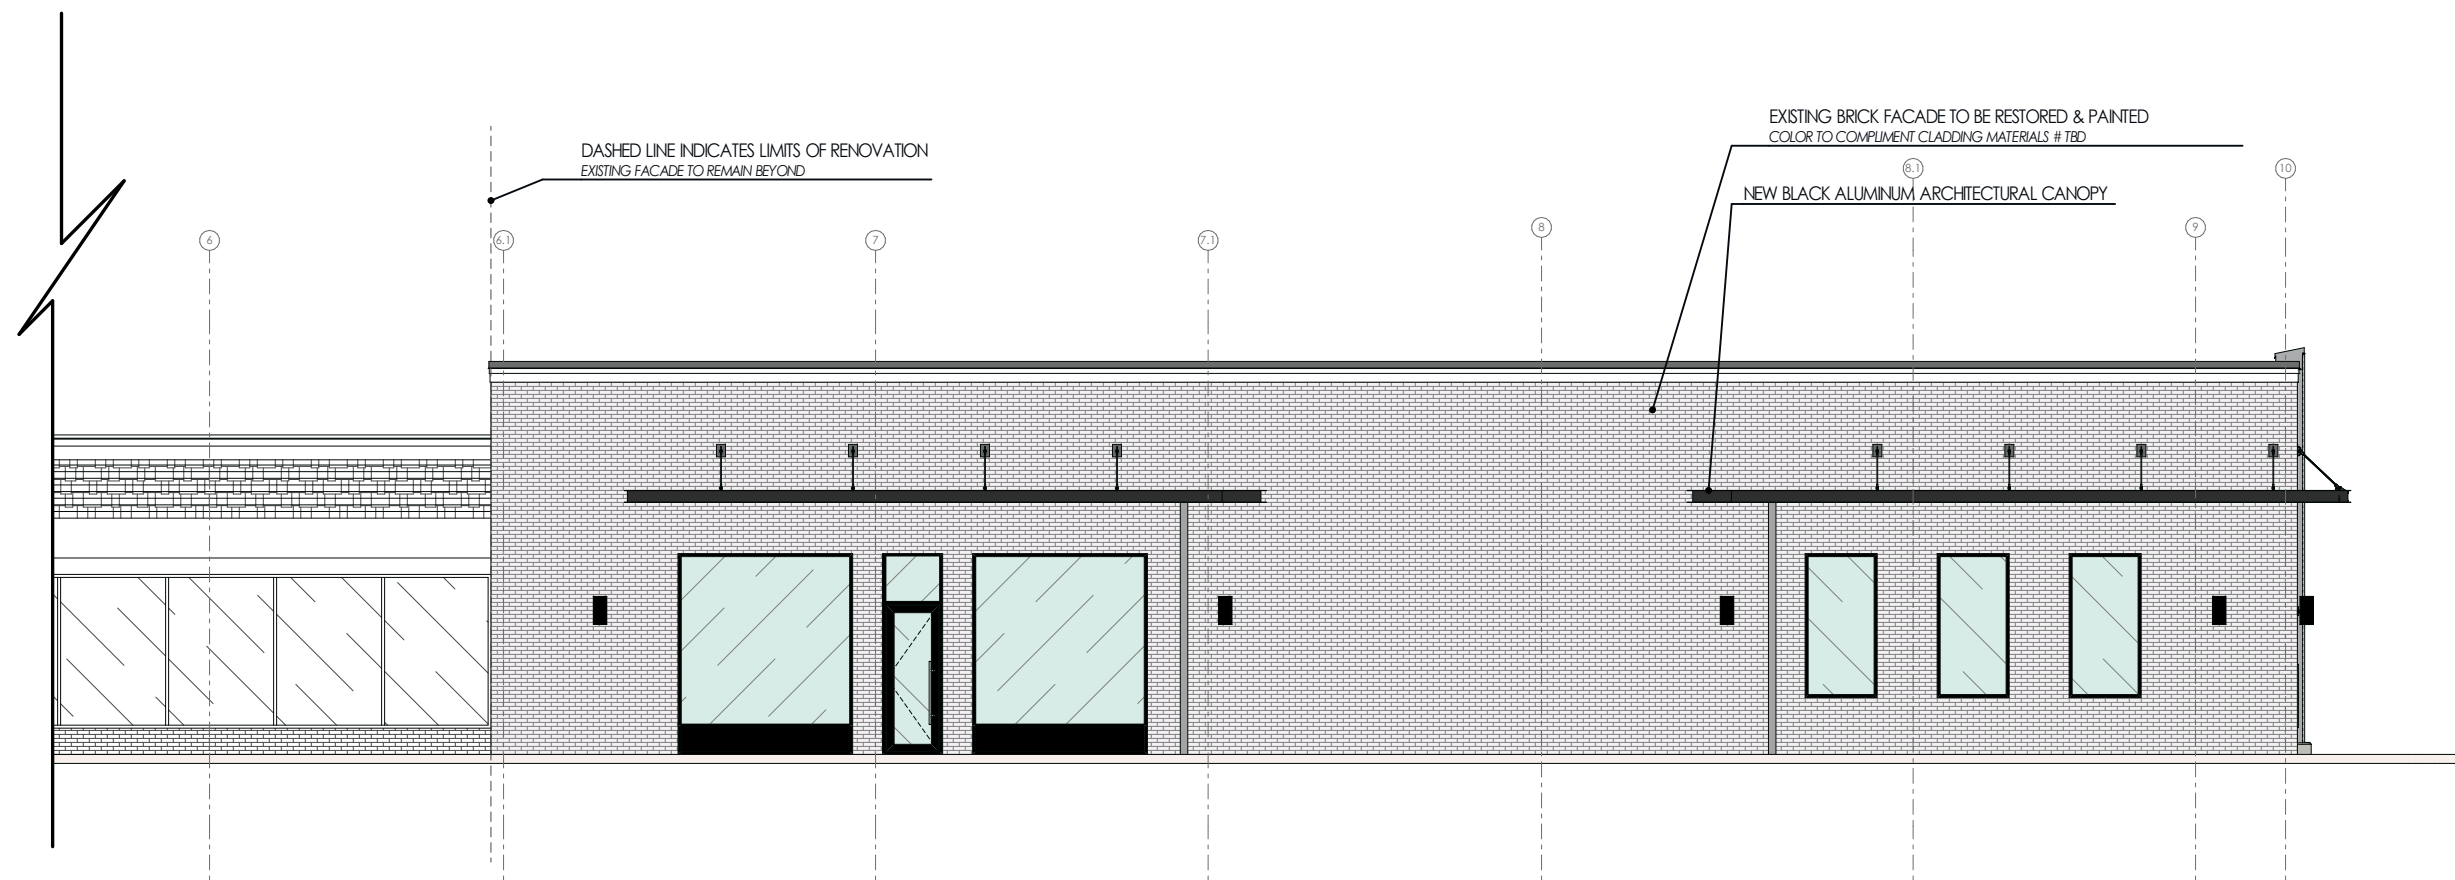 EXISTING BRICK FACADE TO BE RESTORED & PAINTED
COLOR TO COMPLIMENT CLADDING MATERIALS # TBD
DASHED LINE INDICATES LIMITS OF RENOVATION
EXISTING FACADE TO REMAIN BEYOND
8.1
10
NEW BLACK ALUMINUM ARCHITECTURAL CANOPY
6
6.1
7
7.1
8
9